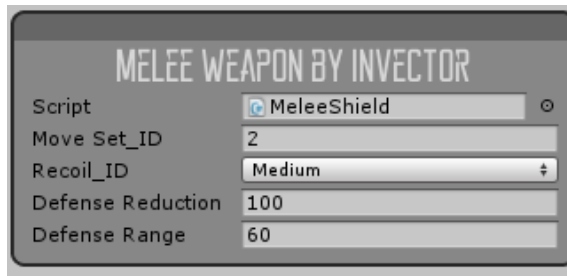 MELEE WEAPON BY INVECTOR
Script MeleeShield
Move Set_ID 2
Recoil_ID Medium
Defense Reduction 100
Defense Range 60